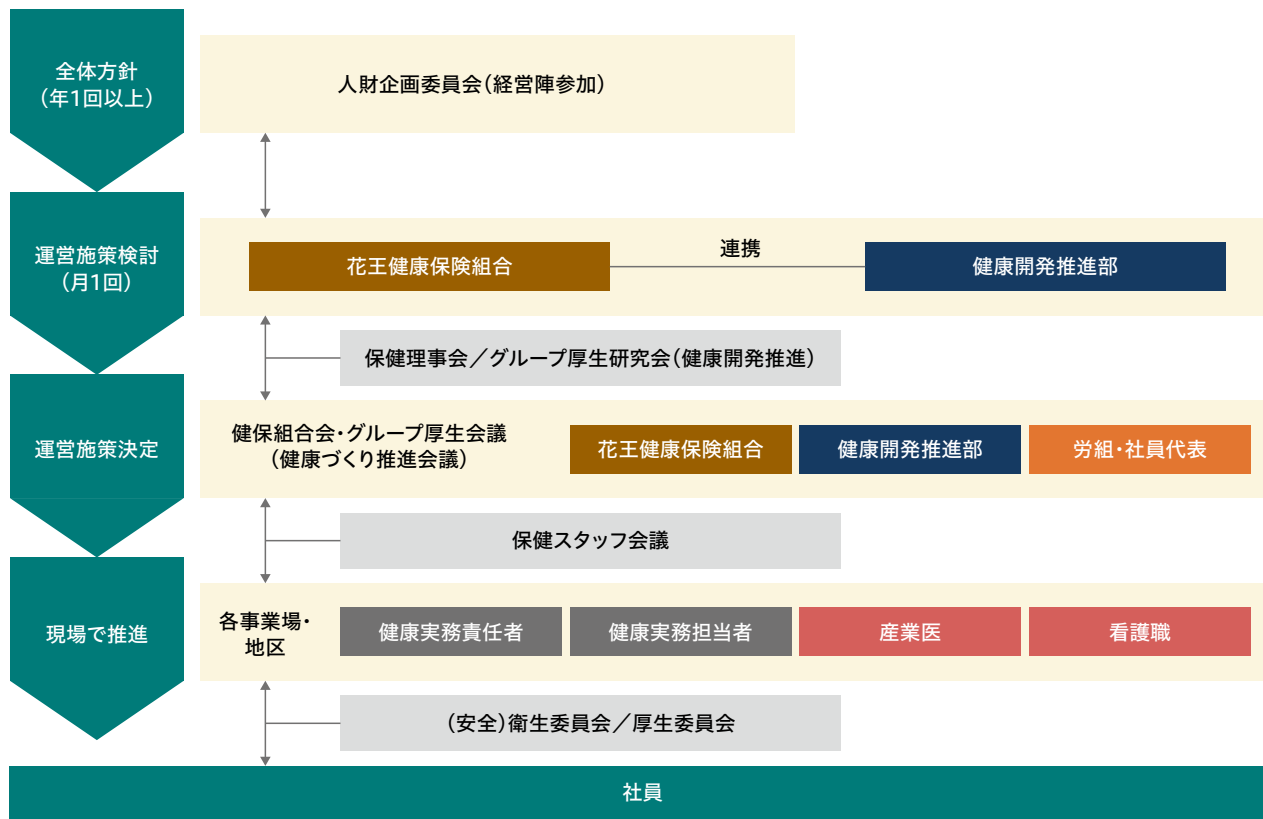 全体方針
（年1回以上）
人財企画委員会（経営陣参加）
運営施策検討
（月1回）
花王健康保険組合
連携
健康開発推進部
保健理事会／グループ厚生研究会（健康開発推進）
運営施策決定
健保組合会・グループ厚生会議
（健康づくり推進会議）
花王健康保険組合
健康開発推進部
労組・社員代表
保健スタッフ会議
現場で推進
各事業場・
地区
健康実務責任者
健康実務担当者
産業医
看護職
（安全）衛生委員会／厚生委員会
社員